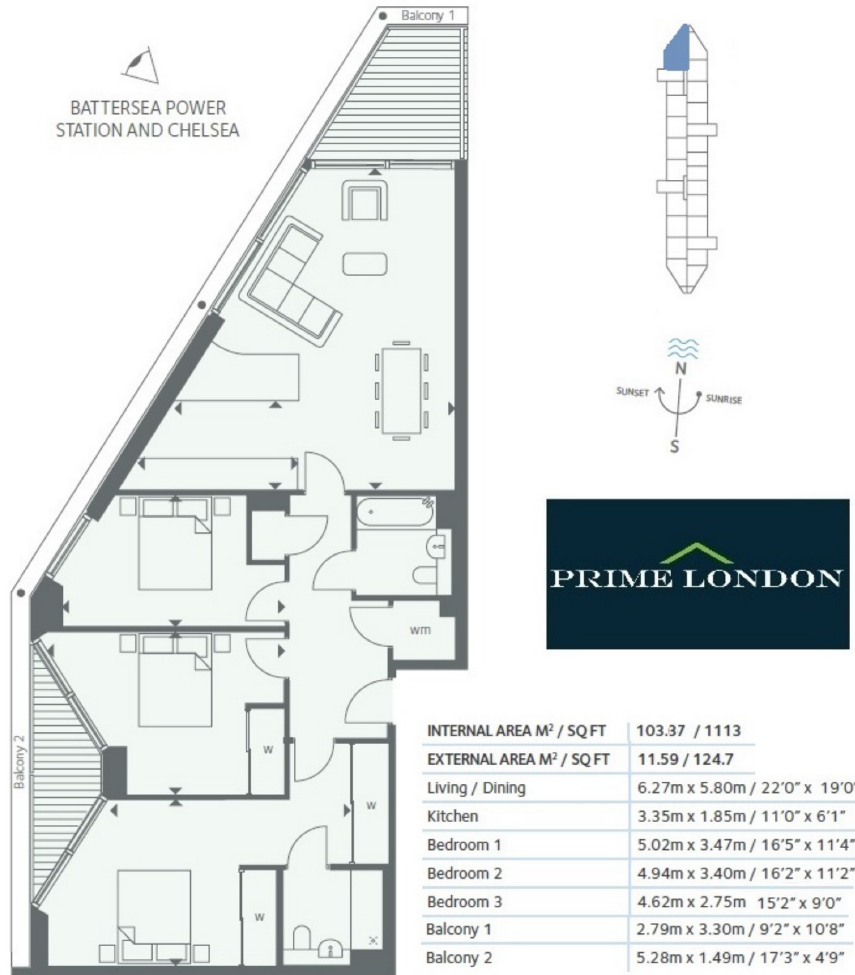 Balcony 1
BATTERSEA POWER
STATION AND CHELSEA
N
SUNSET
SUNRISE
S
PRIME LONDON
wm
W
Balcony 2
W
W
INTERNAL AREA M² / SQ FT 103.87 / 1113
EXTERNAL AREA M² / SQ FT 11.59 / 124.7
Living / Dining 6.27m x 5.80m / 22'0" x 19'0"
Kitchen 3.35m x 1.85m / 11'0" x 6'1"
Bedroom 1 5.02m x 3.47m / 16'5" x 11'4"
Bedroom 2 4.94m x 3.40m / 16'2" x 11'2"
Bedroom 3 4.62m x 2.75m 15'2" x 9'0"
Balcony 1 2.79m x 3.30m / 9'2" x 10'8"
Balcony 2 5.28m x 1.49m / 17'3" x 4'9"